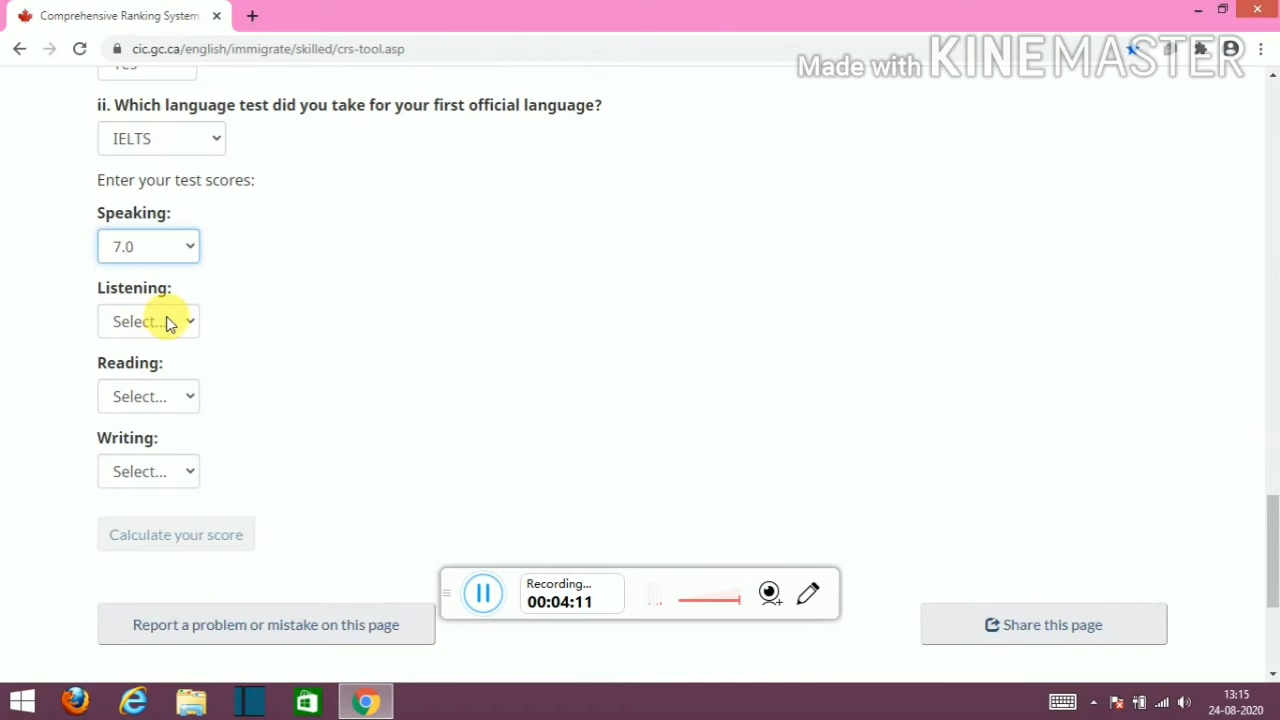 Comprehensive Ranking System
cic.gc.ca/english/immigrate/skilled/crs-tool.asp
Made with KINEMASTER
Yes
ii. Which language test did you take for your first official language?
IELTS
Enter your test scores:
Speaking:
7.0
Listening:
Select...
Reading:
Select...
Writing:
Select...
Calculate your score
Recording...
00:04:11
Report a problem or mistake on this page
Share this page
13:15
24-08-2020